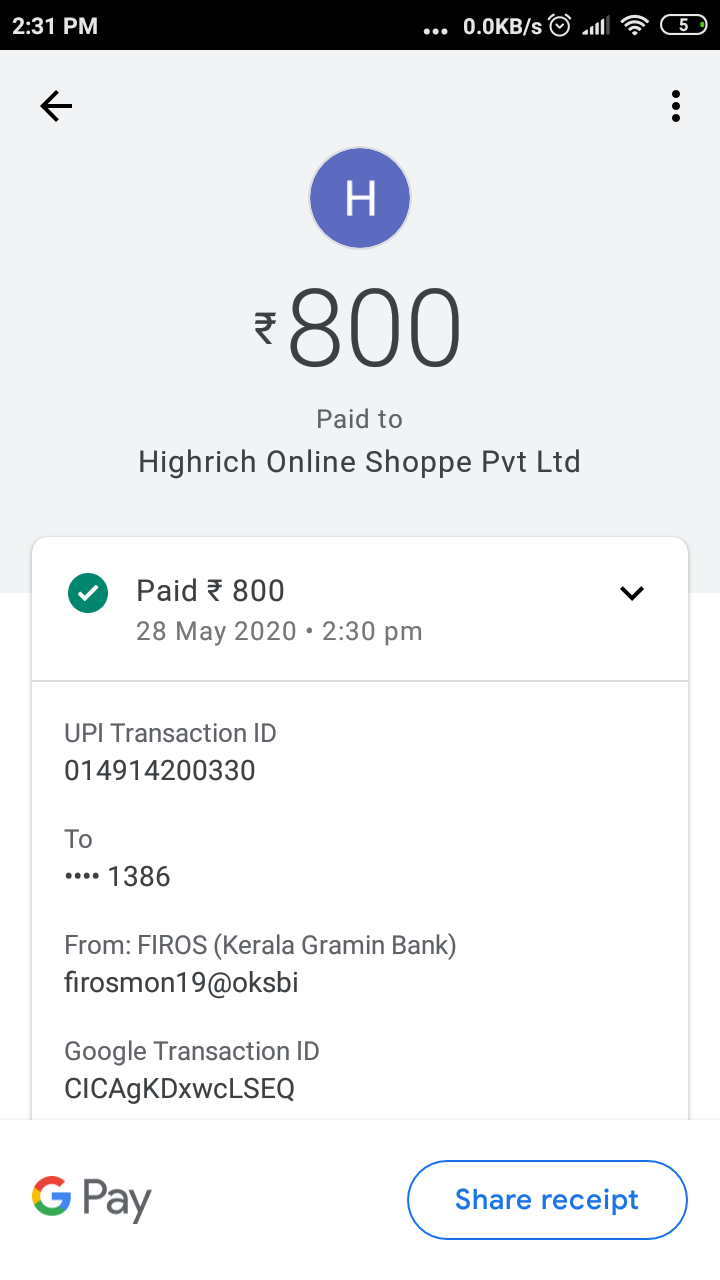 2:31 PM
... 0.0KB/s 5
H
₹800
Paid to
Highrich Online Shoppe Pvt Ltd
Paid ₹ 800
28 May 2020 • 2:30 pm
UPI Transaction ID
014914200330
To
•••• 1386
From: FIROS (Kerala Gramin Bank)
firosmon19@oksbi
Google Transaction ID
CICAgKDxwcLSEQ
G Pay
Share receipt